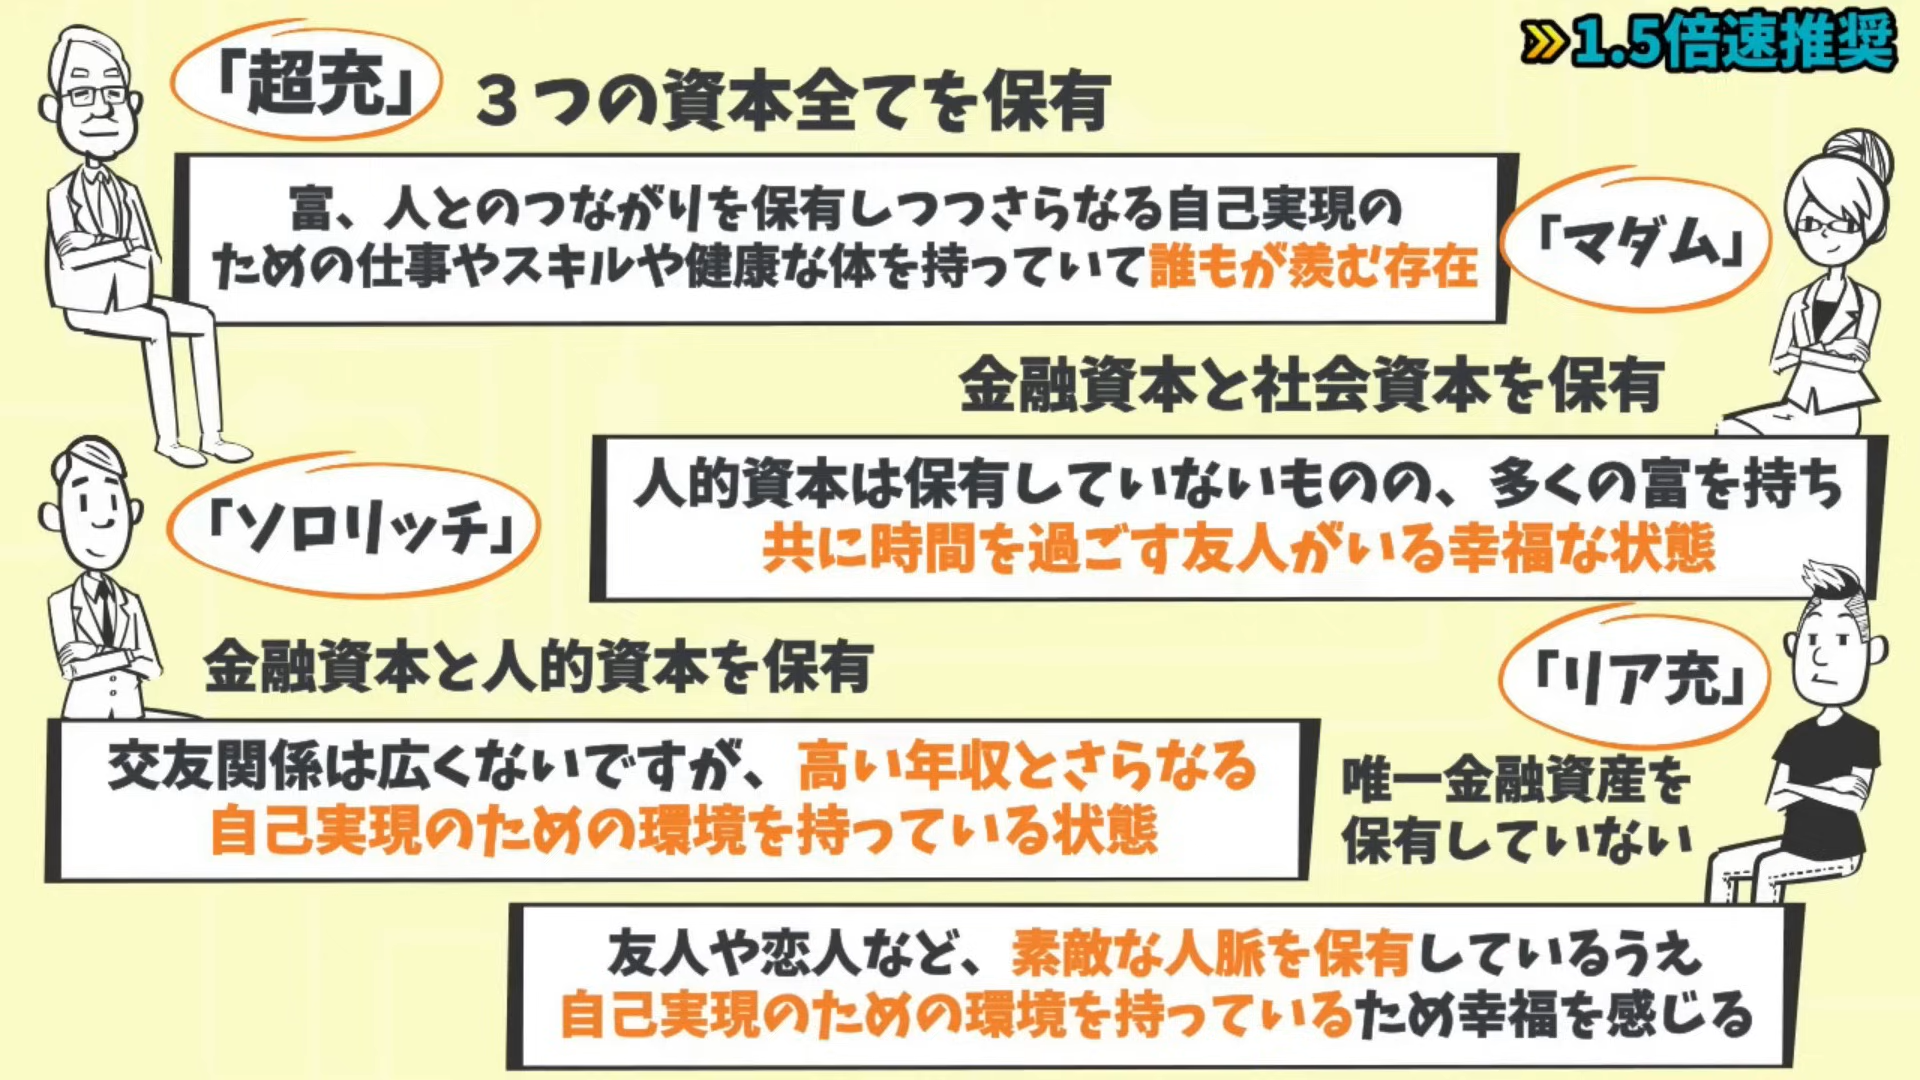 1.5倍速推奨
「超充」
3つの資本全てを保有
富、人とのつながりを保有しつつさらなる自己実現の
ための仕事やスキルや健康な体を持っていて誰もが羨む存在
「マダム」
金融資本と社会資本を保有
人的資本は保有していないものの、多くの富を持ち
共に時間を過ごす友人がいる幸福な状態
「ソロリッチ」
金融資本と人的資本を保有
交友関係は広くないですが、高い年収とさらなる
自己実現のための環境を持っている状態
「リア充」
唯一金融資産を
保有していない
友人や恋人など、素敵な人脈を保有しているうえ
自己実現のための環境を持っているため幸福を感じる